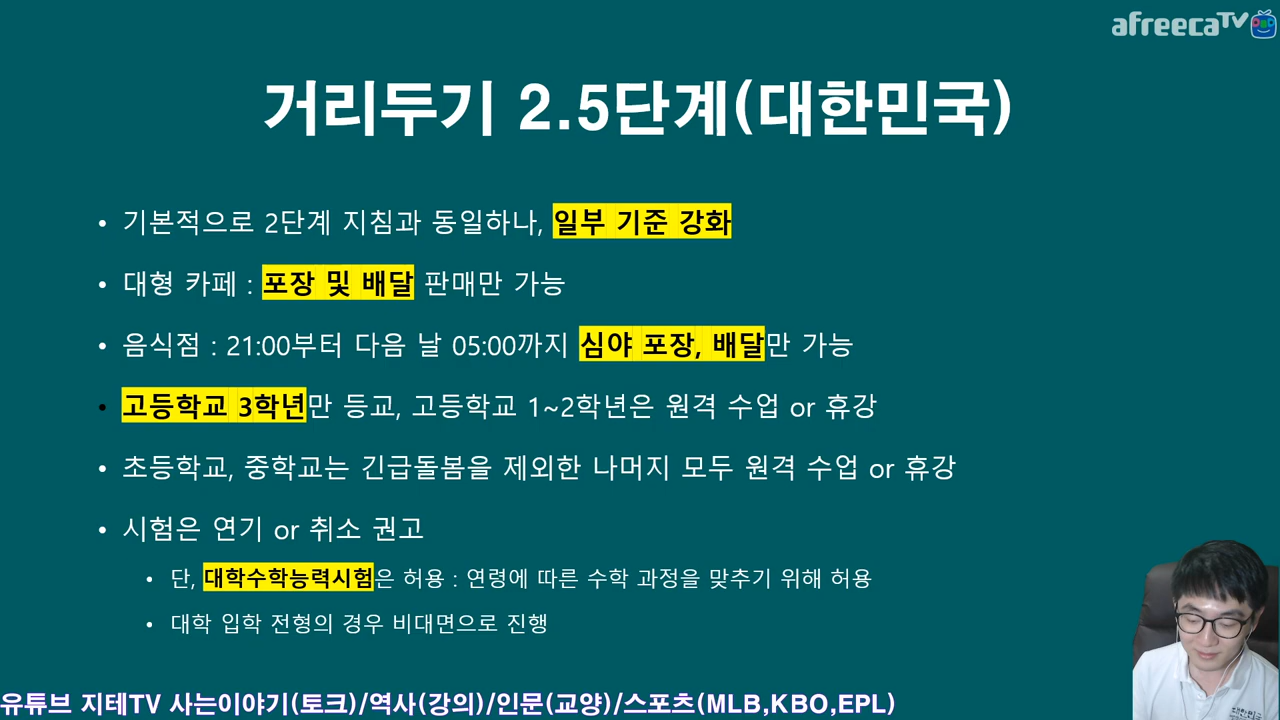 afreecaTV
거리두기 2.5단계(대한민국)
• 기본적으로 2단계 지침과 동일하나, 일부 기준 강화
• 대형 카페 : 포장 및 배달 판매만 가능
• 음식점 : 21:00부터 다음 날 05:00까지 심야 포장, 배달만 가능
• 고등학교 3학년만 등교, 고등학교 1~2학년은 원격 수업 or 휴강
• 초등학교, 중학교는 긴급돌봄을 제외한 나머지 모두 원격 수업 or 휴강
• 시험은 연기 or 취소 권고
• 단, 대학수학능력시험은 허용 : 연령에 따른 수학 과정을 맞추기 위해 허용
• 대학 입학 전형의 경우 비대면으로 진행
유튜브 지테TV 사는이야기(토크)/역사(강의)/인문(교양)/스포츠(MLB,KBO,EPL)